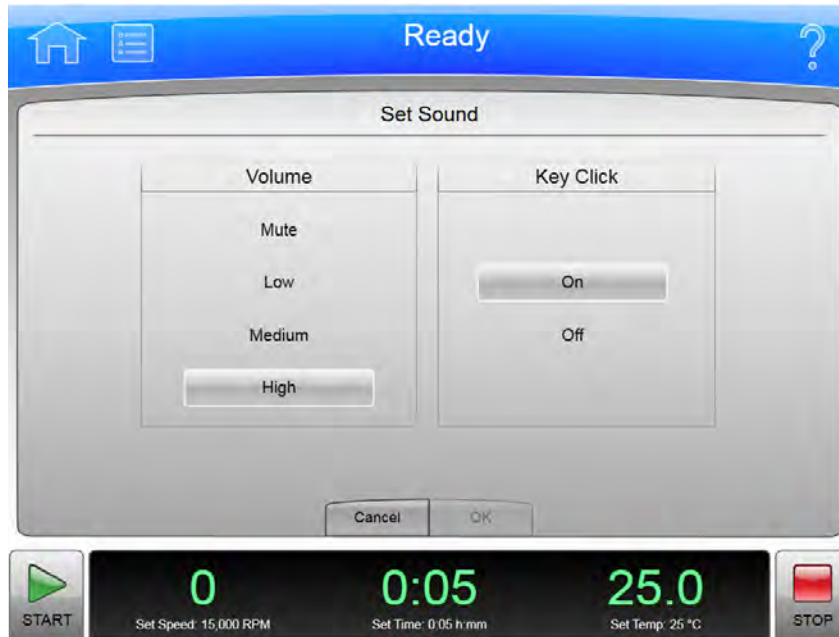 Ready
Set Sound
Volume
Key Click
Mute
Low
On
Medium
Off
High
Cancel
OK
START
0
Set Speed: 15,000 RPM
0:05
Set Time: 0:05 h:mm
25.0
Set Temp: 25 °C
STOP